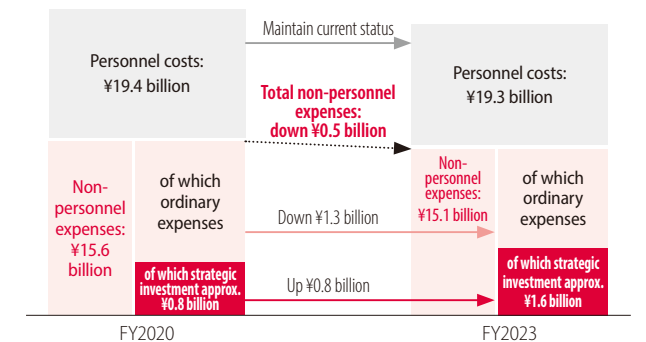 Maintain current status
Personnel costs:
¥19.4 billion
Personnel costs:
¥19.3 billion
Total non-personnel
expenses:
down ¥0.5 billion
Non-
personnel
expenses:
¥15.6
billion
of which
ordinary
expenses
Down ¥1.3 billion
Non-
personnel
expenses:
¥15.1 billion
of which
ordinary
expenses
of which strategic
investment approx.
¥0.8 billion
Up ¥0.8 billion
of which strategic
investment approx.
¥1.6 billion
FY2020
FY2023